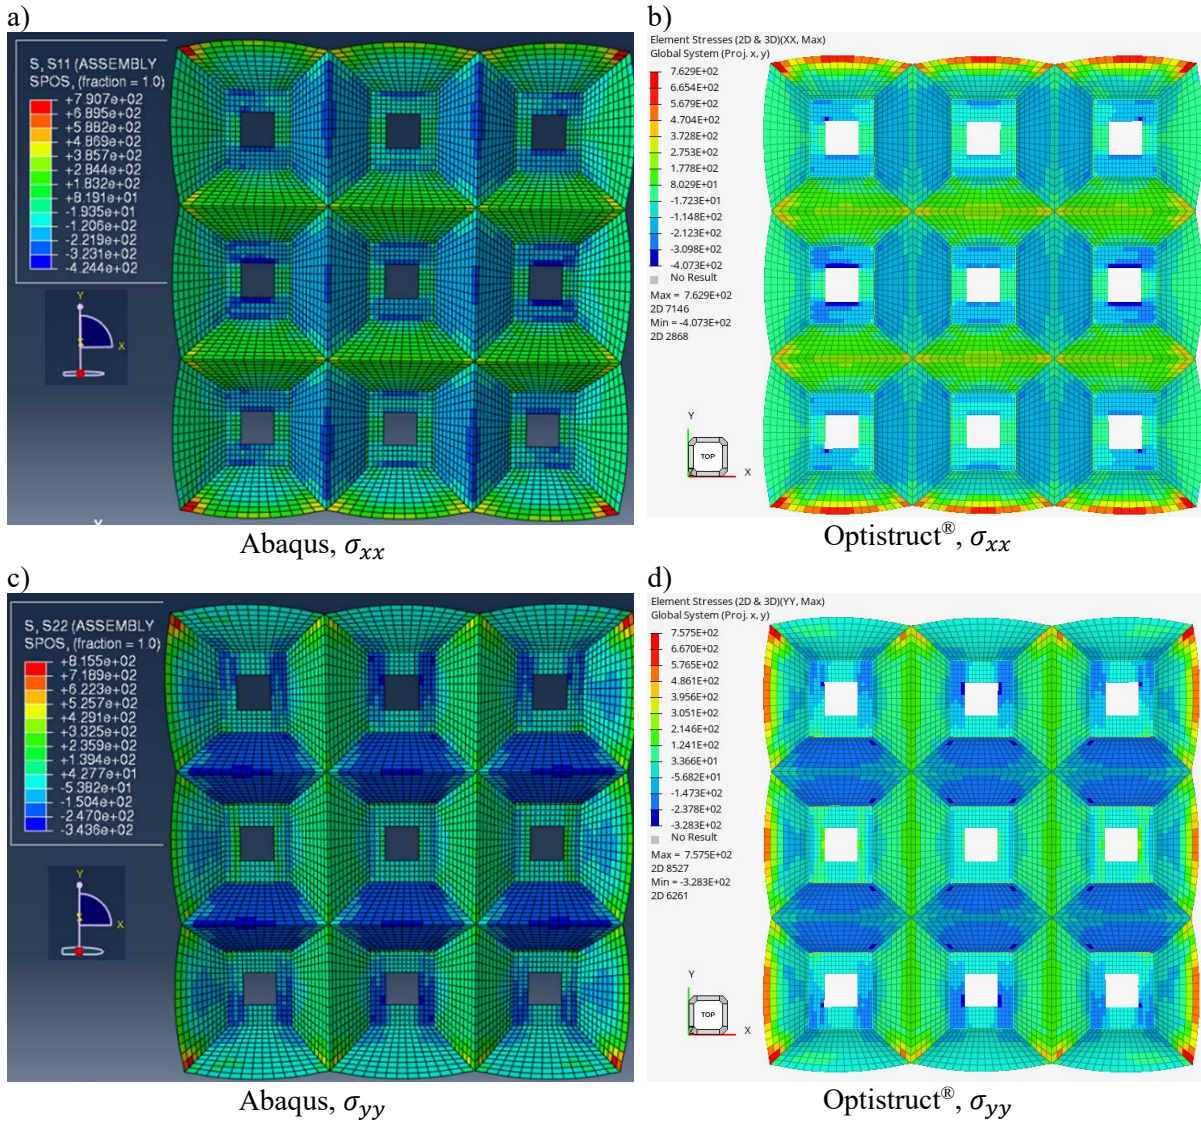 a)
S, S11 (ASSEMBLY
SPOS, (fraction = 1.0)
+7.907e+02
+6.895e+02
+5.882e+02
+4.869e+02
+3.857e+02
+2.844e+02
+1.832e+02
+8.191e+01
-1.935e+01
-1.206e+02
-2.219e+02
-3.231e+02
-4.244e+02
Y
X
Abaqus, σxx
b)
Element Stresses (2D & 3D)(XX, Max)
Global System (Proj. x, y)
7.629E+02
6.654E+02
5.679E+02
4.704E+02
3.728E+02
2.753E+02
1.778E+02
8.029E+01
-1.723E+01
-1.148E+02
-2.123E+02
-3.098E+02
-4.073E+02
No Result
Max = 7.629E+02
2D 7146
Min = -4.073E+02
2D 2868
Y
TOP
X
Optistruct®, σxx
c)
S, S22 (ASSEMBLY
SPOS, (fraction = 1.0)
+8.155e+02
+7.189e+02
+6.223e+02
+5.257e+02
+4.291e+02
+3.325e+02
+2.359e+02
+1.394e+02
+4.277e+01
-5.382e+01
-1.504e+02
-2.470e+02
-3.436e+02
Y
X
Abaqus, σyy
d)
Element Stresses (2D & 3D)(YY, Max)
Global System (Proj. x, y)
7.575E+02
6.670E+02
5.765E+02
4.861E+02
3.956E+02
3.051E+02
2.146E+02
1.241E+02
3.366E+01
-5.682E+01
-1.473E+02
-2.378E+02
-3.283E+02
No Result
Max = 7.575E+02
2D 8527
Min = -3.283E+02
2D 6261
Y
TOP
X
Optistruct®, σyy